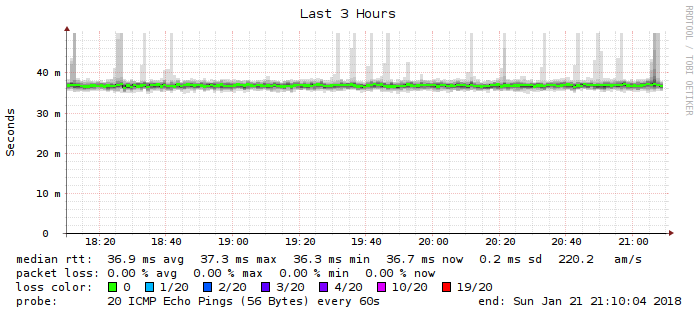 Last 3 Hours
RRDTOOL / TOBI OETIKER
Seconds
40 m
30 m
20 m
10 m
0
18:20 18:40 19:00 19:20 19:40 20:00 20:20 20:40 21:00
median rtt: 36.9 ms avg 37.3 ms max 36.3 ms min 36.7 ms now 0.2 ms sd 220.2 am/s
packet loss: 0.00 % avg 0.00 % max 0.00 % min 0.00 % now
loss color: 0 1/20 2/20 3/20 4/20 10/20 19/20
probe: 20 ICMP Echo Pings (56 Bytes) every 60s end: Sun Jan 21 21:10:04 2018